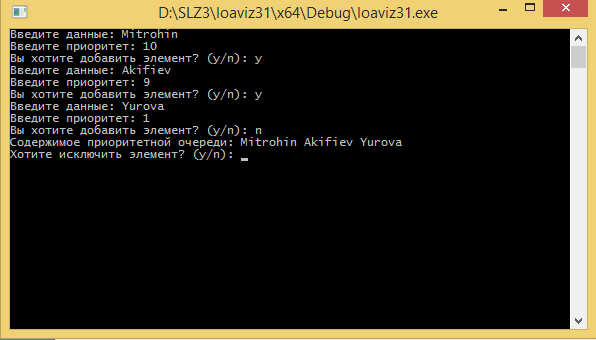 D:\SLZ3\loaviz31\x64\Debug\loaviz31.exe
Введите данные: Mitrohin
Введите приоритет: 10
Вы хотите добавить элемент? (y/n): y
Введите данные: Akifiev
Введите приоритет: 9
Вы хотите добавить элемент? (y/n): y
Введите данные: Yurova
Введите приоритет: 1
Вы хотите добавить элемент? (y/n): n
Содержимое приоритетной очереди: Mitrohin Akifiev Yurova
Хотите исключить элемент? (y/n):